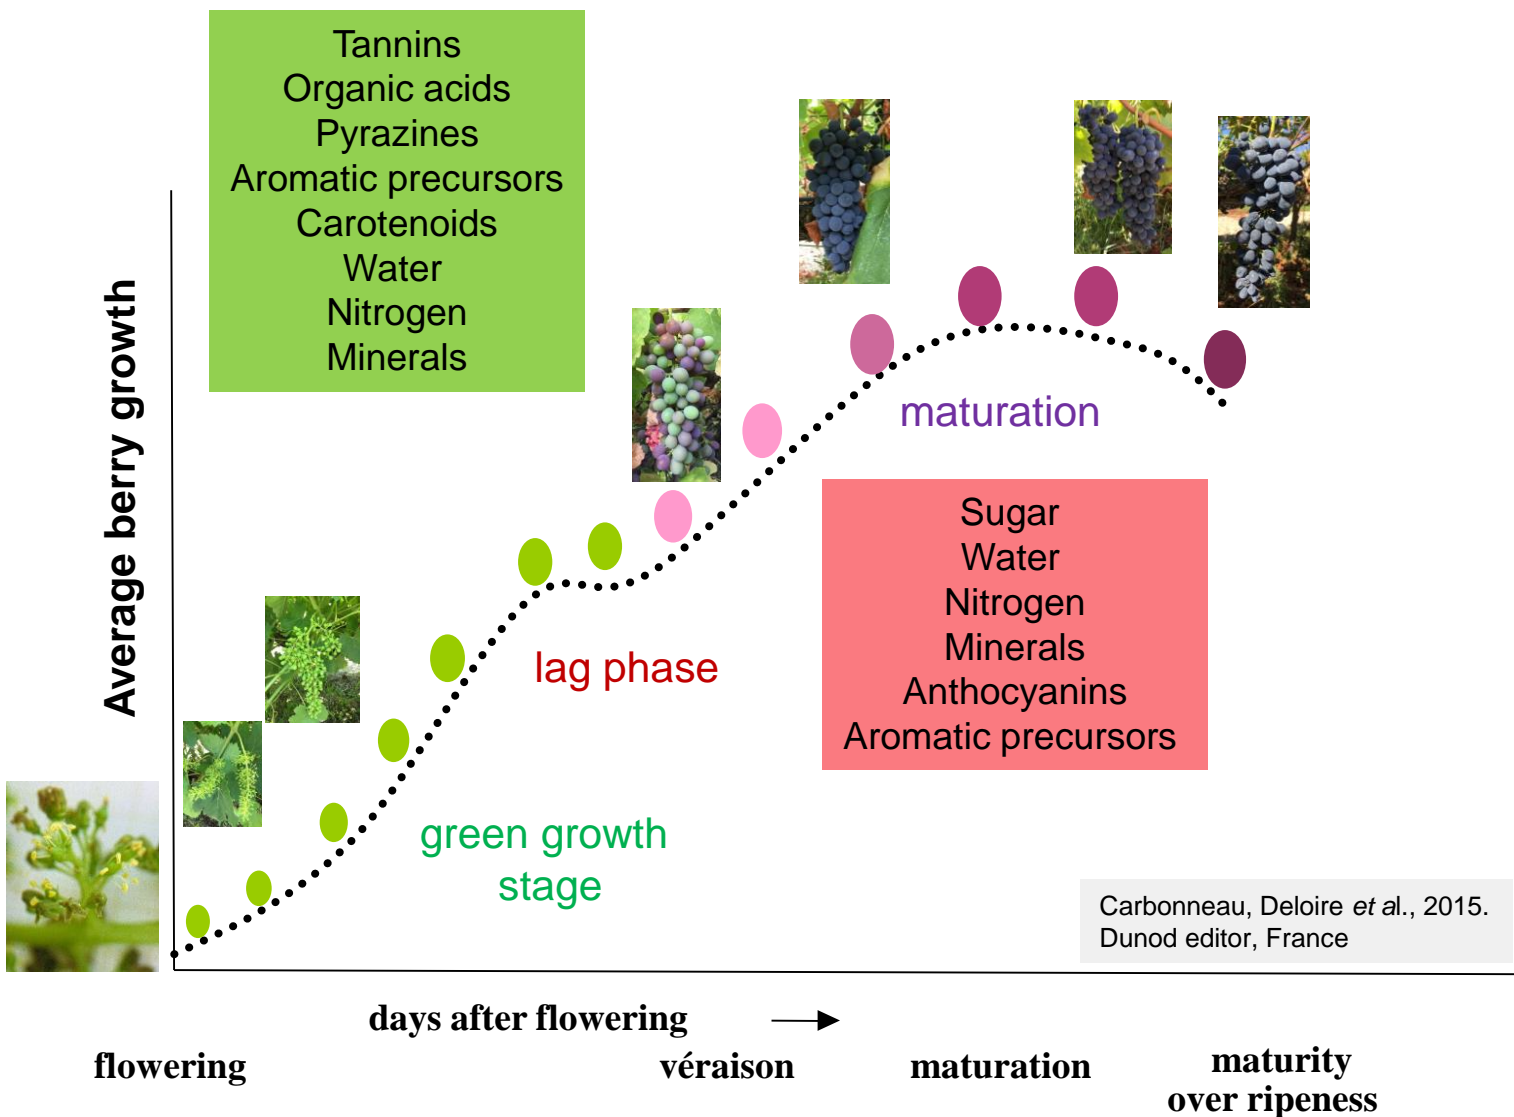 Tannins
Organic acids
Pyrazines
Aromatic precursors
Carotenoids
Water
Nitrogen
Minerals
Average berry growth
maturation
Sugar
Water
Nitrogen
Minerals
Anthocyanins
Aromatic precursors
lag phase
green growth
stage
Carbonneau, Deloire et al., 2015.
Dunod editor, France
days after flowering
flowering
véraison
maturation
maturity
over ripeness